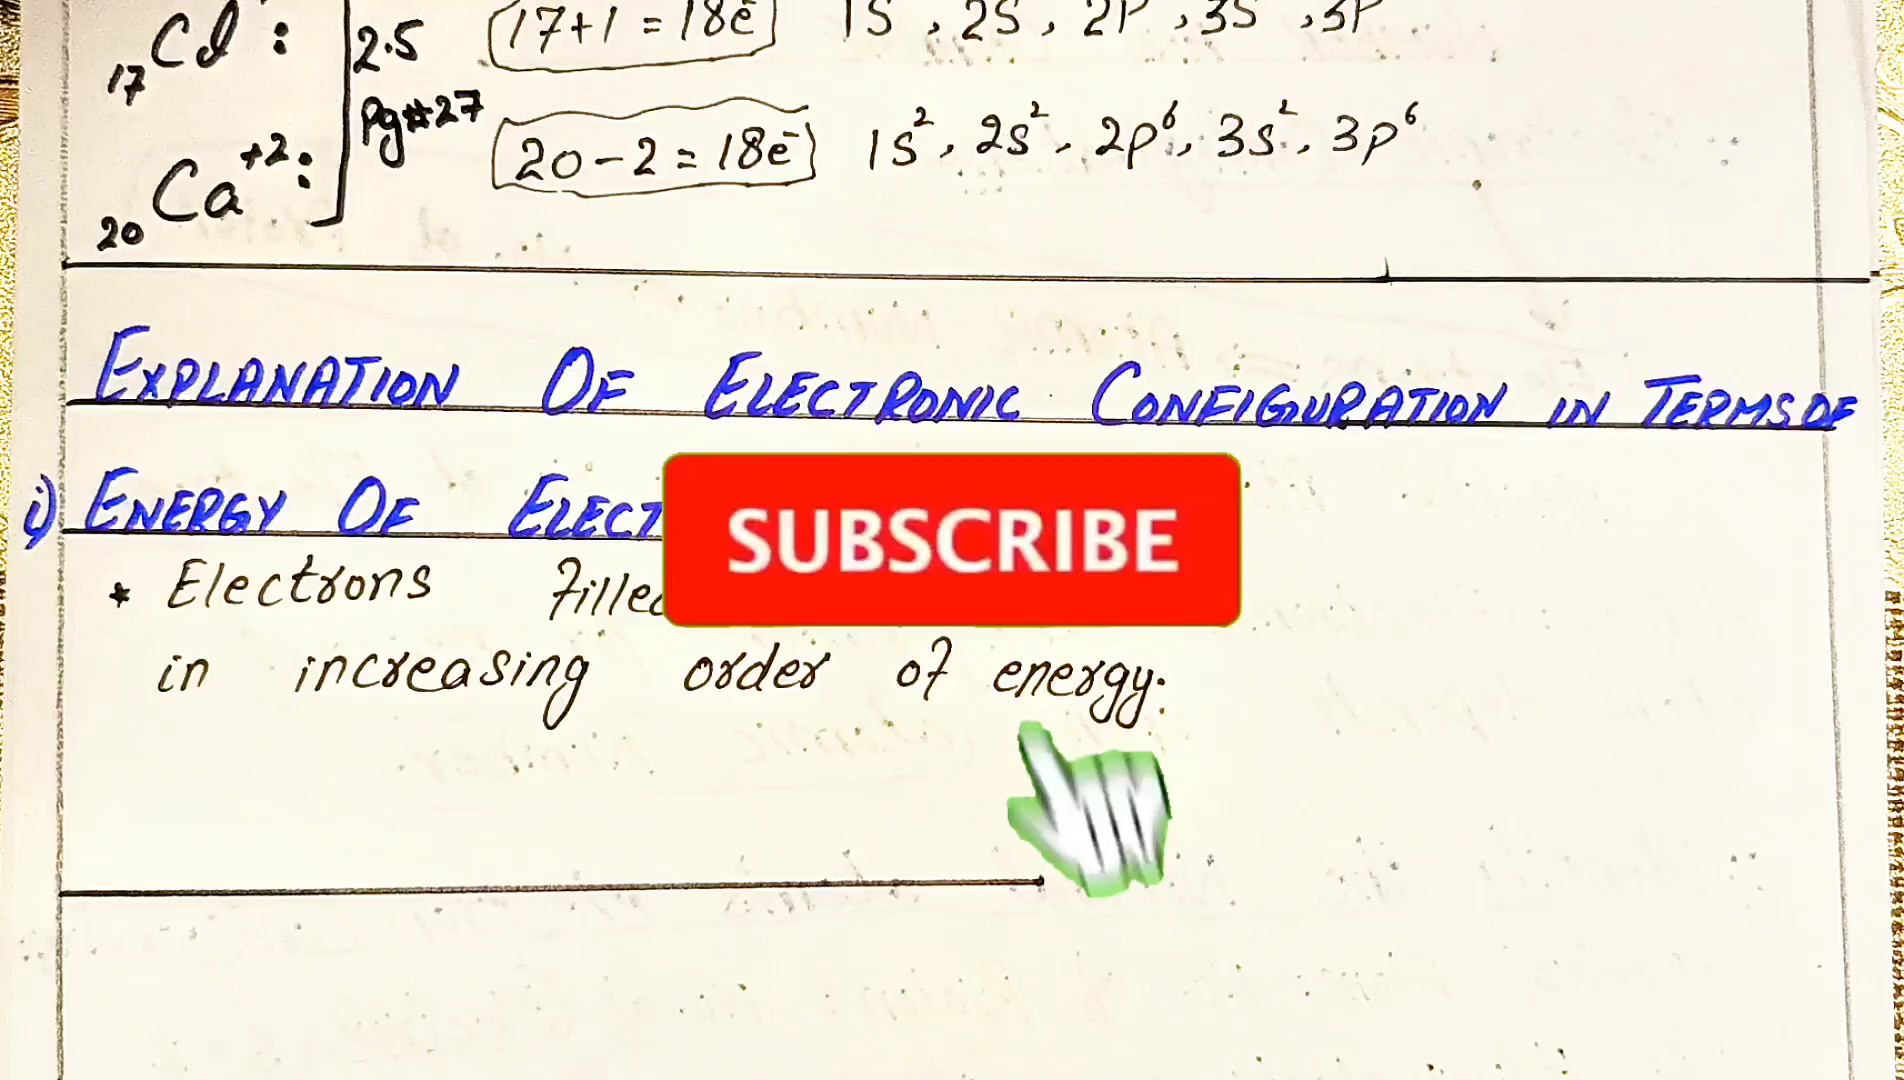 17Cl : 2.5 17+1=18e̅ 1S, 2S, 2P, 3S, 3P
Pg#27
20Ca+2: 20-2=18e̅ 1S², 2s², 2p⁶, 3s², 3p⁶
EXPLANATION OF ELECTRONIC CONFIGURATION IN TERMS OF
i) ENERGY OF ELECT
SUBSCRIBE
* Electrons filled
in increasing order of energy.